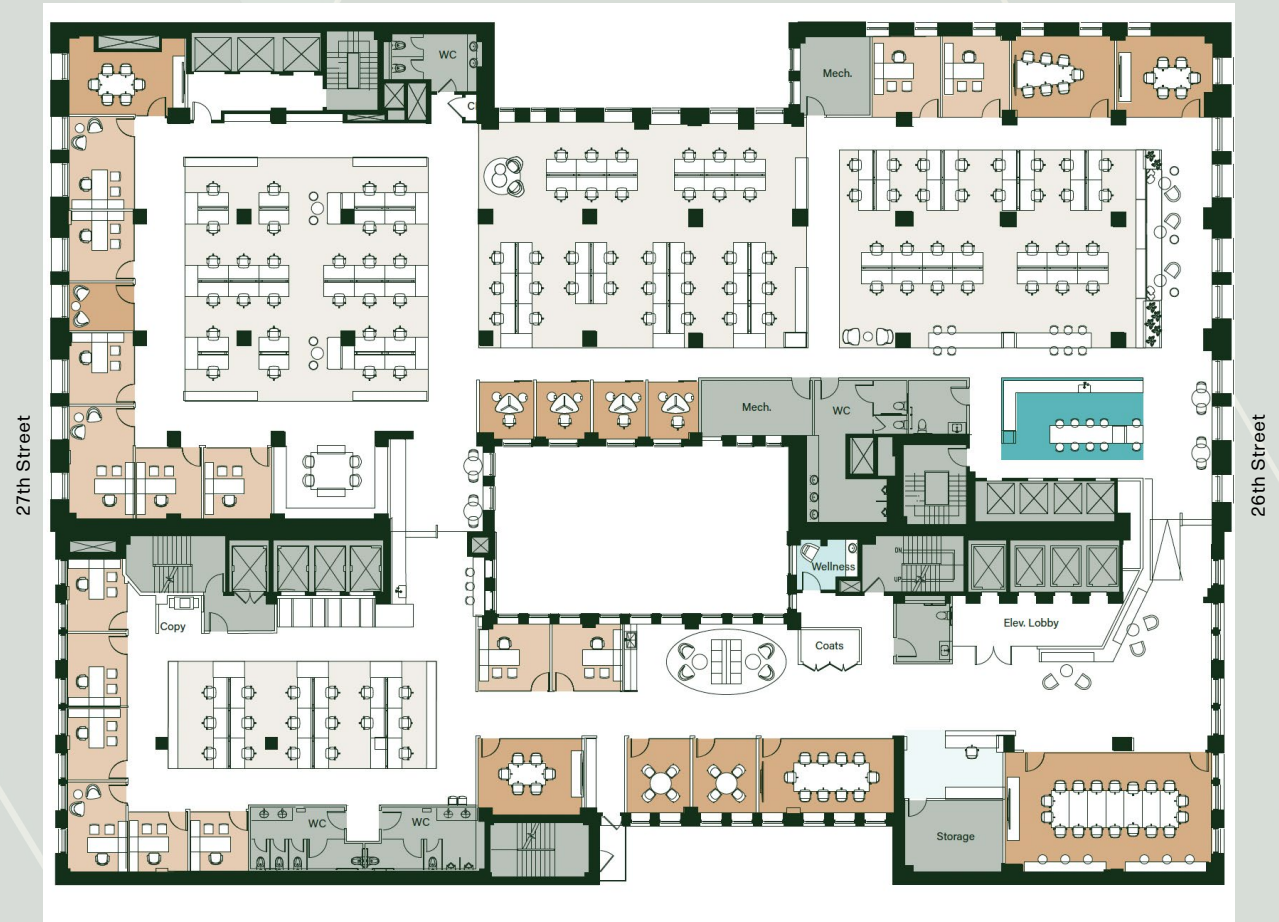 WC
Mech.
C
27th Street
26th Street
Mech.
WC
DN
UP
Wellness
Copy
Elev. Lobby
Coats
WC
WC
Storage